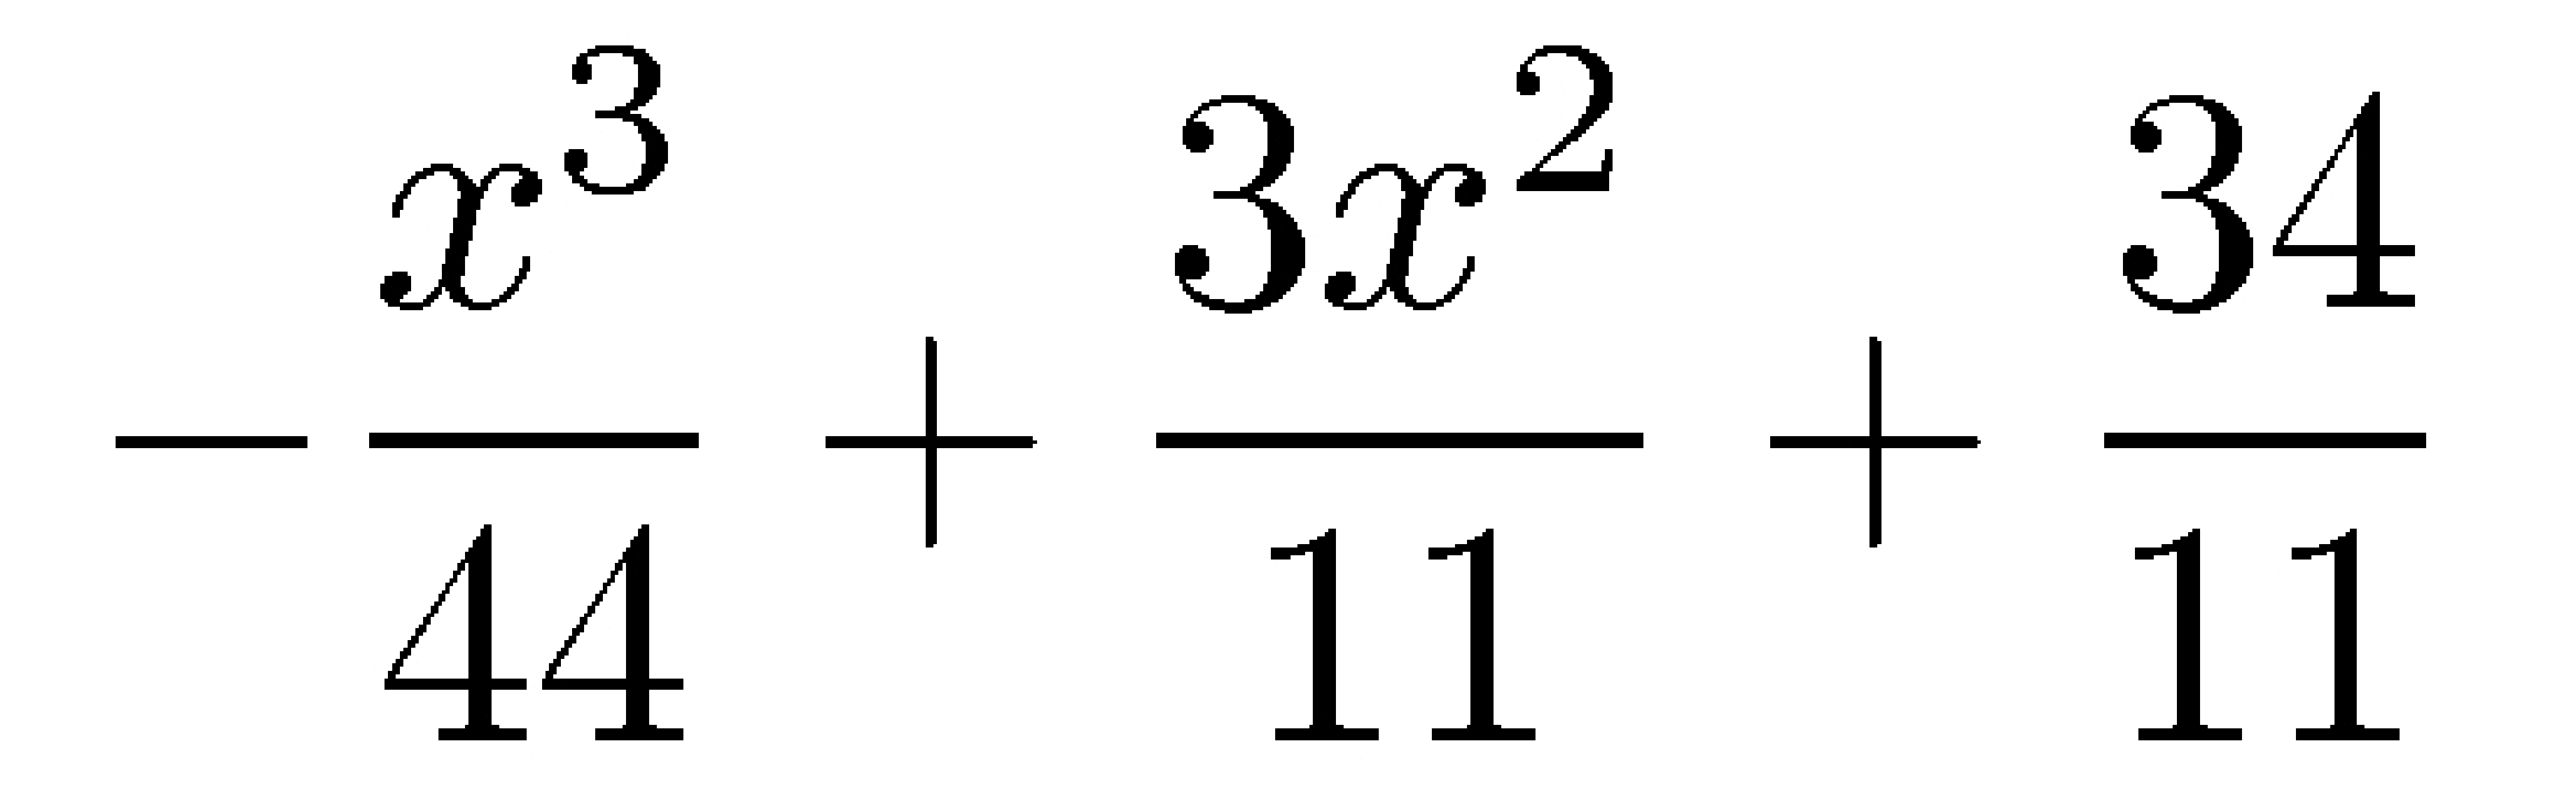 $-\frac{x^3}{44} + \frac{3x^2}{11} + \frac{34}{11}$